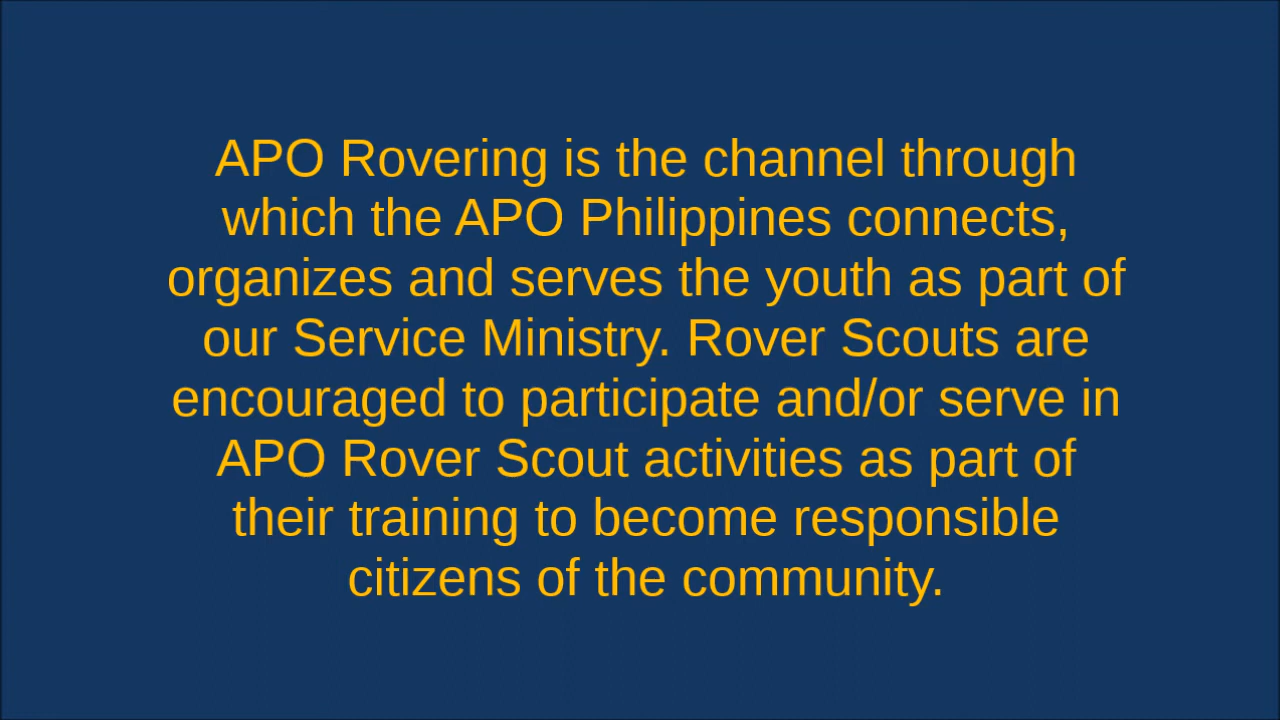 APO Rovering is the channel through
which the APO Philippines connects,
organizes and serves the youth as part of
our Service Ministry. Rover Scouts are
encouraged to participate and/or serve in
APO Rover Scout activities as part of
their training to become responsible
citizens of the community.